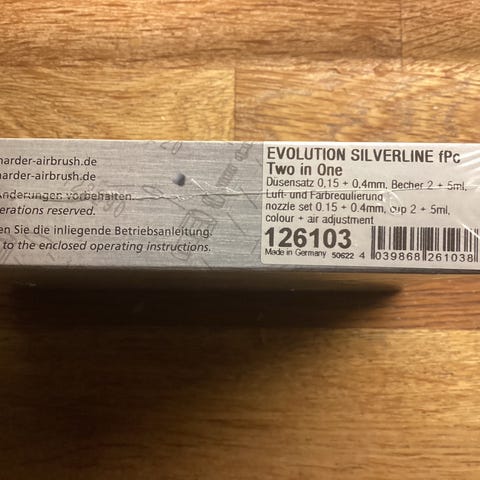 harder-airbrush.de
harder-airbrush.de
Änderungen vorbehalten.
erations reserved.
en Sie die inliegende Betriebsanleitung.
to the enclosed operating instructions.
EVOLUTION SILVERLINE fPc
Two in One
Düsensatz 0,15 + 0,4mm, Becher 2 + 5ml,
Luft- und Farbregulierung
nozzle set 0.15 + 0.4mm, cup 2 + 5ml,
colour + air adjustment
126103
Made in Germany 50622 4 039868 261038